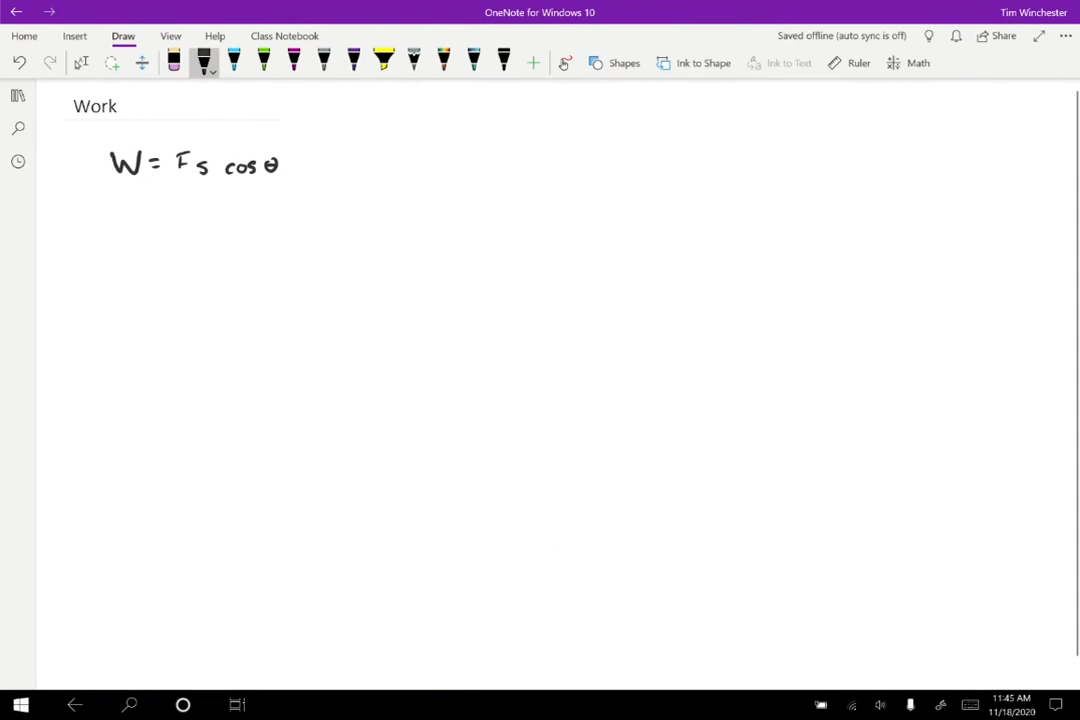 OneNote for Windows 10
Tim Winchester
Home Insert Draw View Help Class Notebook
Saved offline (auto sync is off) Share
Shapes Ink to Shape Ink to Text Ruler Math
Work
W = Fs cos θ
11:45 AM
11/18/2020